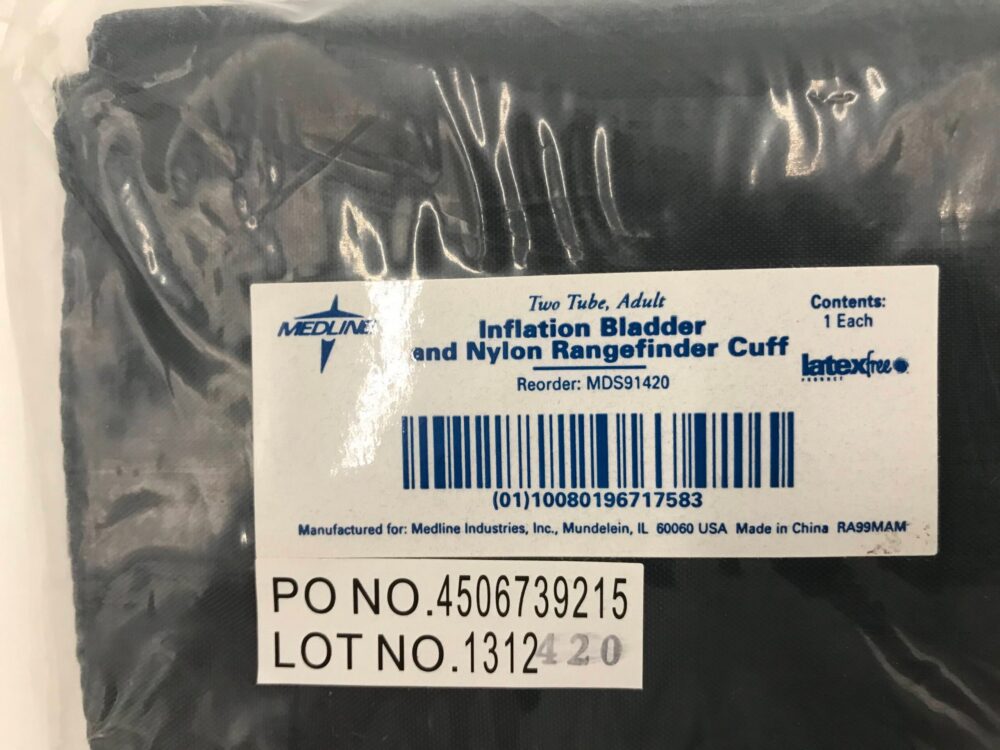 MEDLINE
Two Tube, Adult
Inflation Bladder
and Nylon Rangefinder Cuff
Reorder: MDS91420
Contents:
1 Each
latexfree
PRODUCT
(01)10080196717583
Manufactured for: Medline Industries, Inc., Mundelein, IL 60060 USA Made in China RA99MAM
PO NO.4506739215
LOT NO.1312420